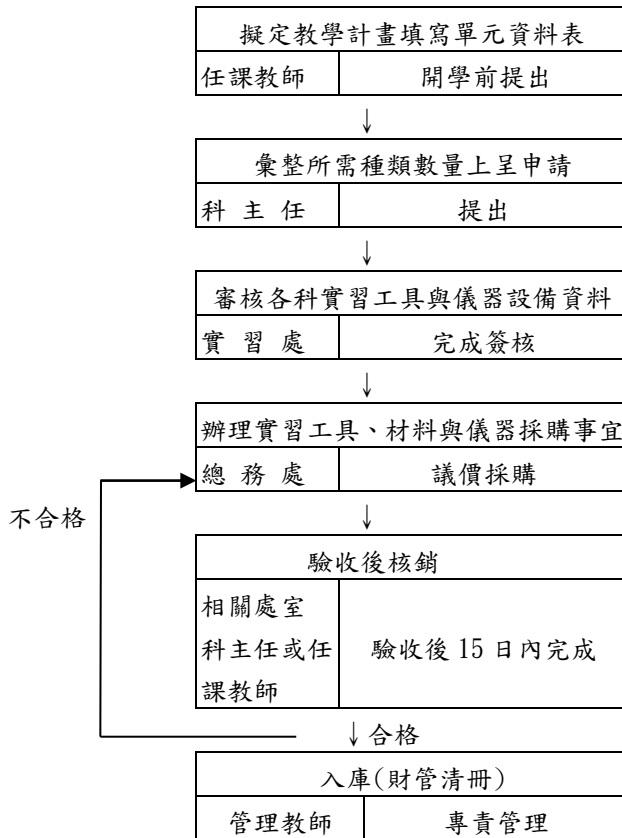 擬定教學計畫填寫單元資料表
任課教師 開學前提出
↓
彙整所需種類數量上呈申請
科主任 提出
↓
審核各科實習工具與儀器設備資料
實習處 完成簽核
↓
辦理實習工具、材料與儀器採購事宜
總務處 議價採購
不合格
↓
驗收後核銷
相關處室
科主任或任
課教師
驗收後 15 日內完成
↓合格
入庫(財管清冊)
管理教師 專責管理